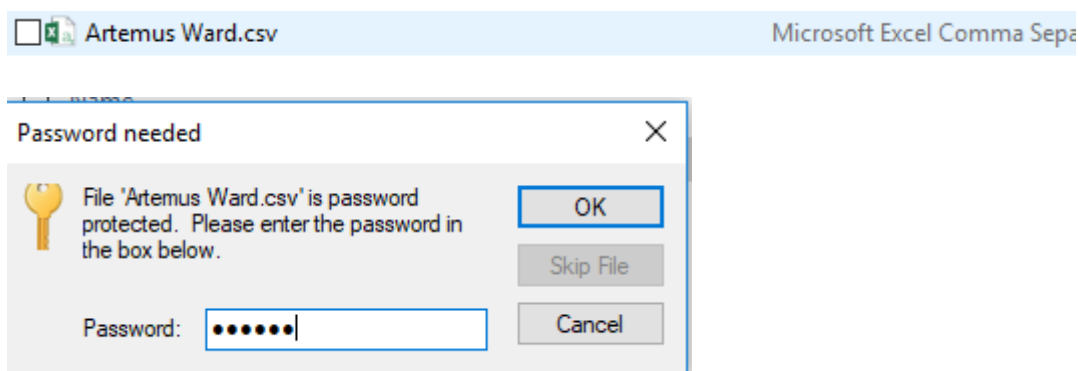 Artemus Ward.csv Microsoft Excel Comma Sepa
Name
Password needed
File 'Artemus Ward.csv' is password
protected. Please enter the password in
the box below.
OK
Skip File
Password: ●●●●●●
Cancel